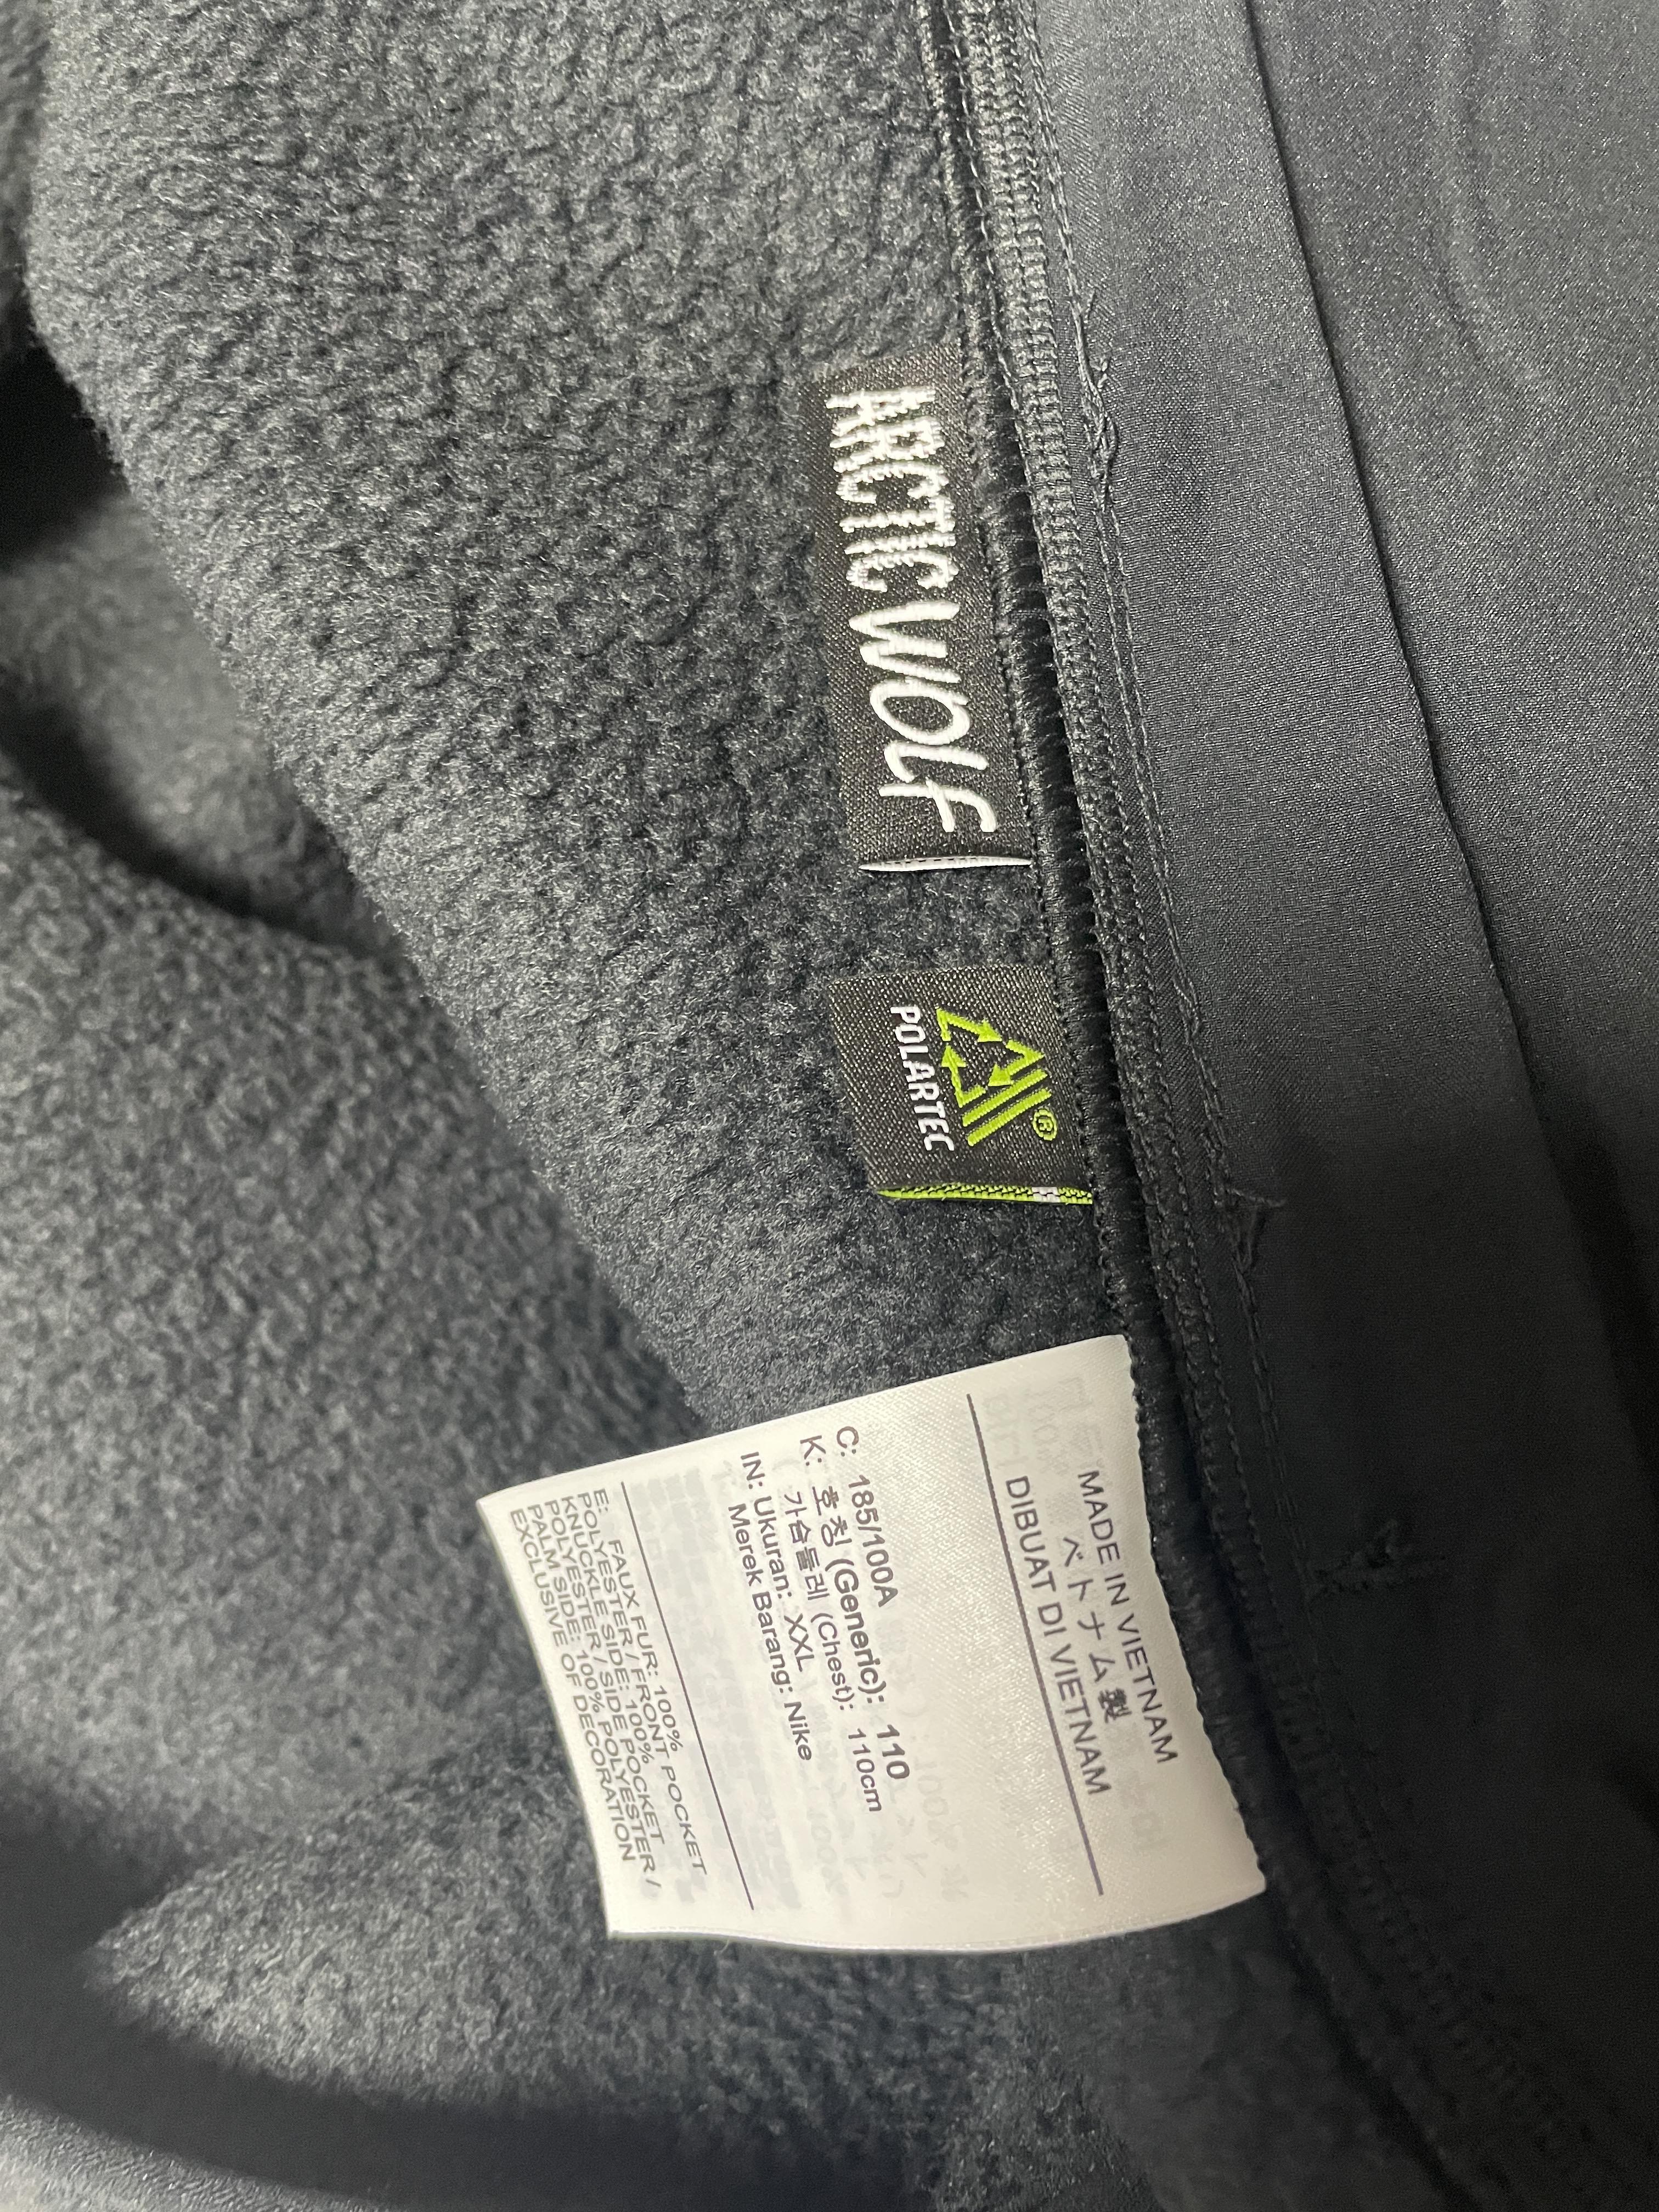 ARCTIC WOLF
®
POLARTEC
MADE IN VIETNAM
ベトナム製
DIBUAT DI VIETNAM
C: 185/100A
K: 호칭 (Generic): 110
가슴둘레 (Chest): 110cm
IN: Ukuran: XXL
Merek Barang: Nike
E: FAUX FUR: 100%
POLYESTER / FRONT POCKET
KNUCKLE SIDE: 100%
POLYESTER / SIDE POCKET
PALM SIDE: 100% POLYESTER /
EXCLUSIVE OF DECORATION